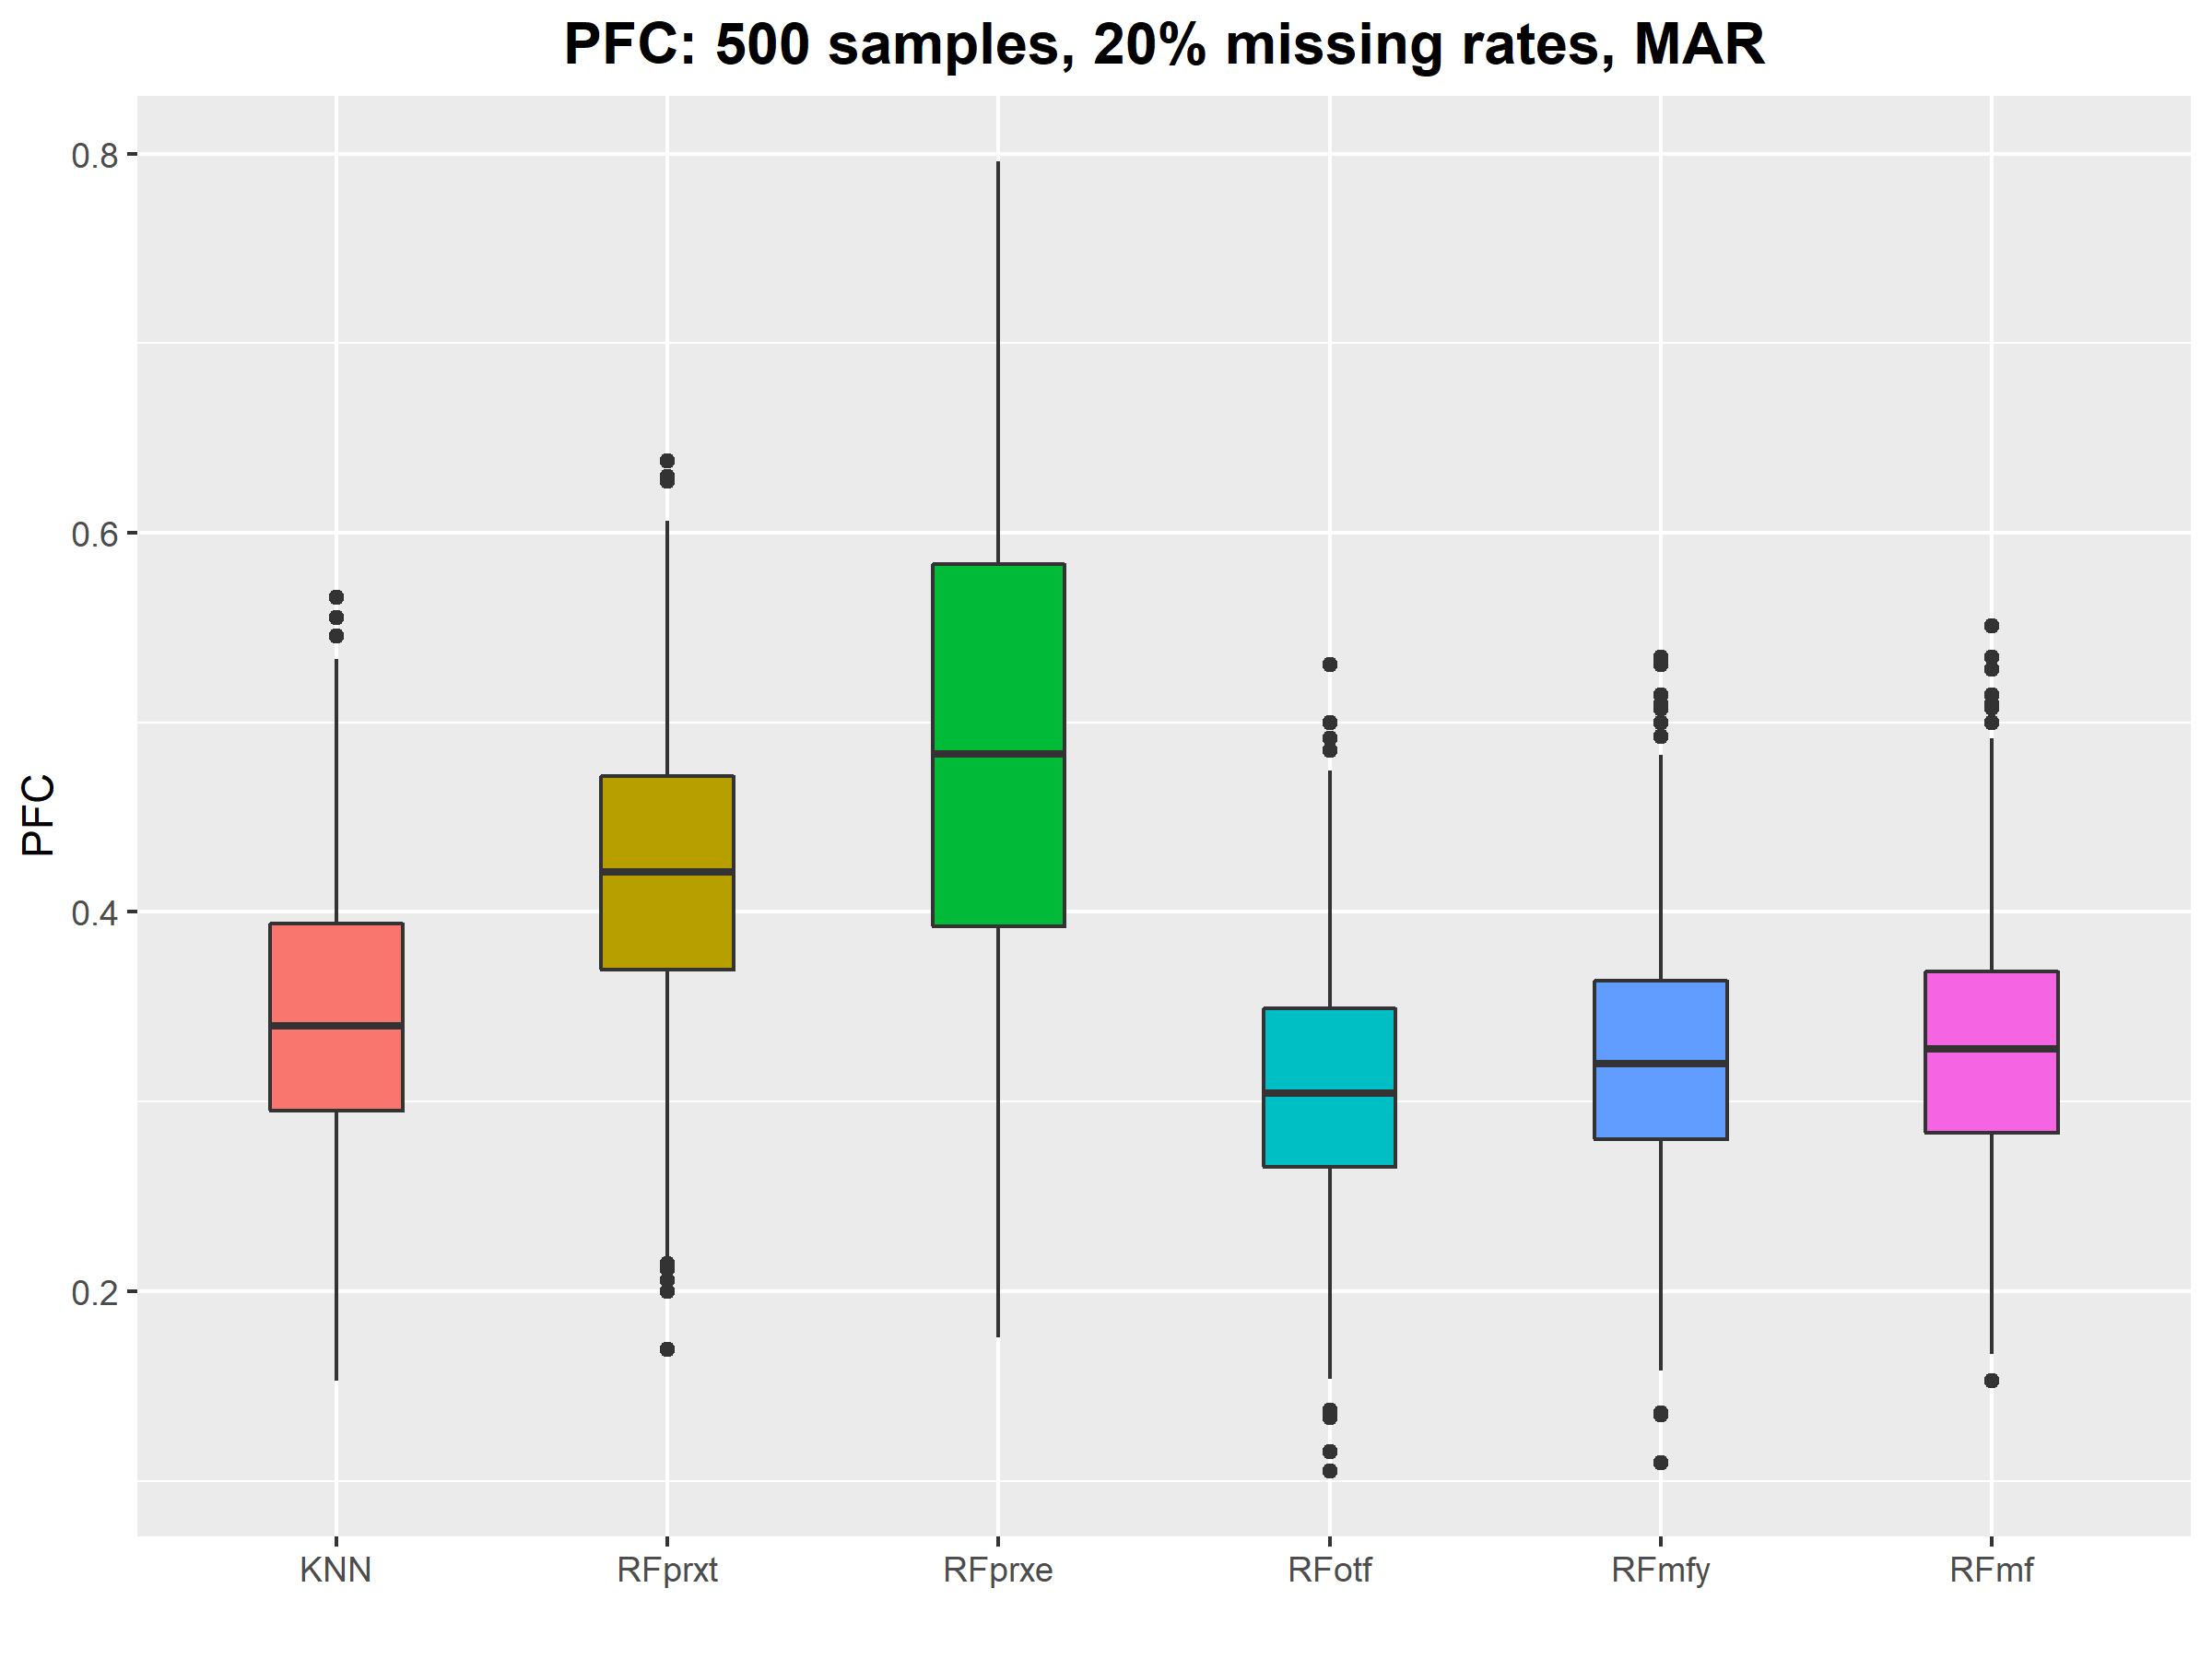 PFC: 500 samples, 20% missing rates, MAR
0.8
0.6
0.4
0.2
PFC
KNN RFprxt RFprxe RFotf RFmfy RFmf